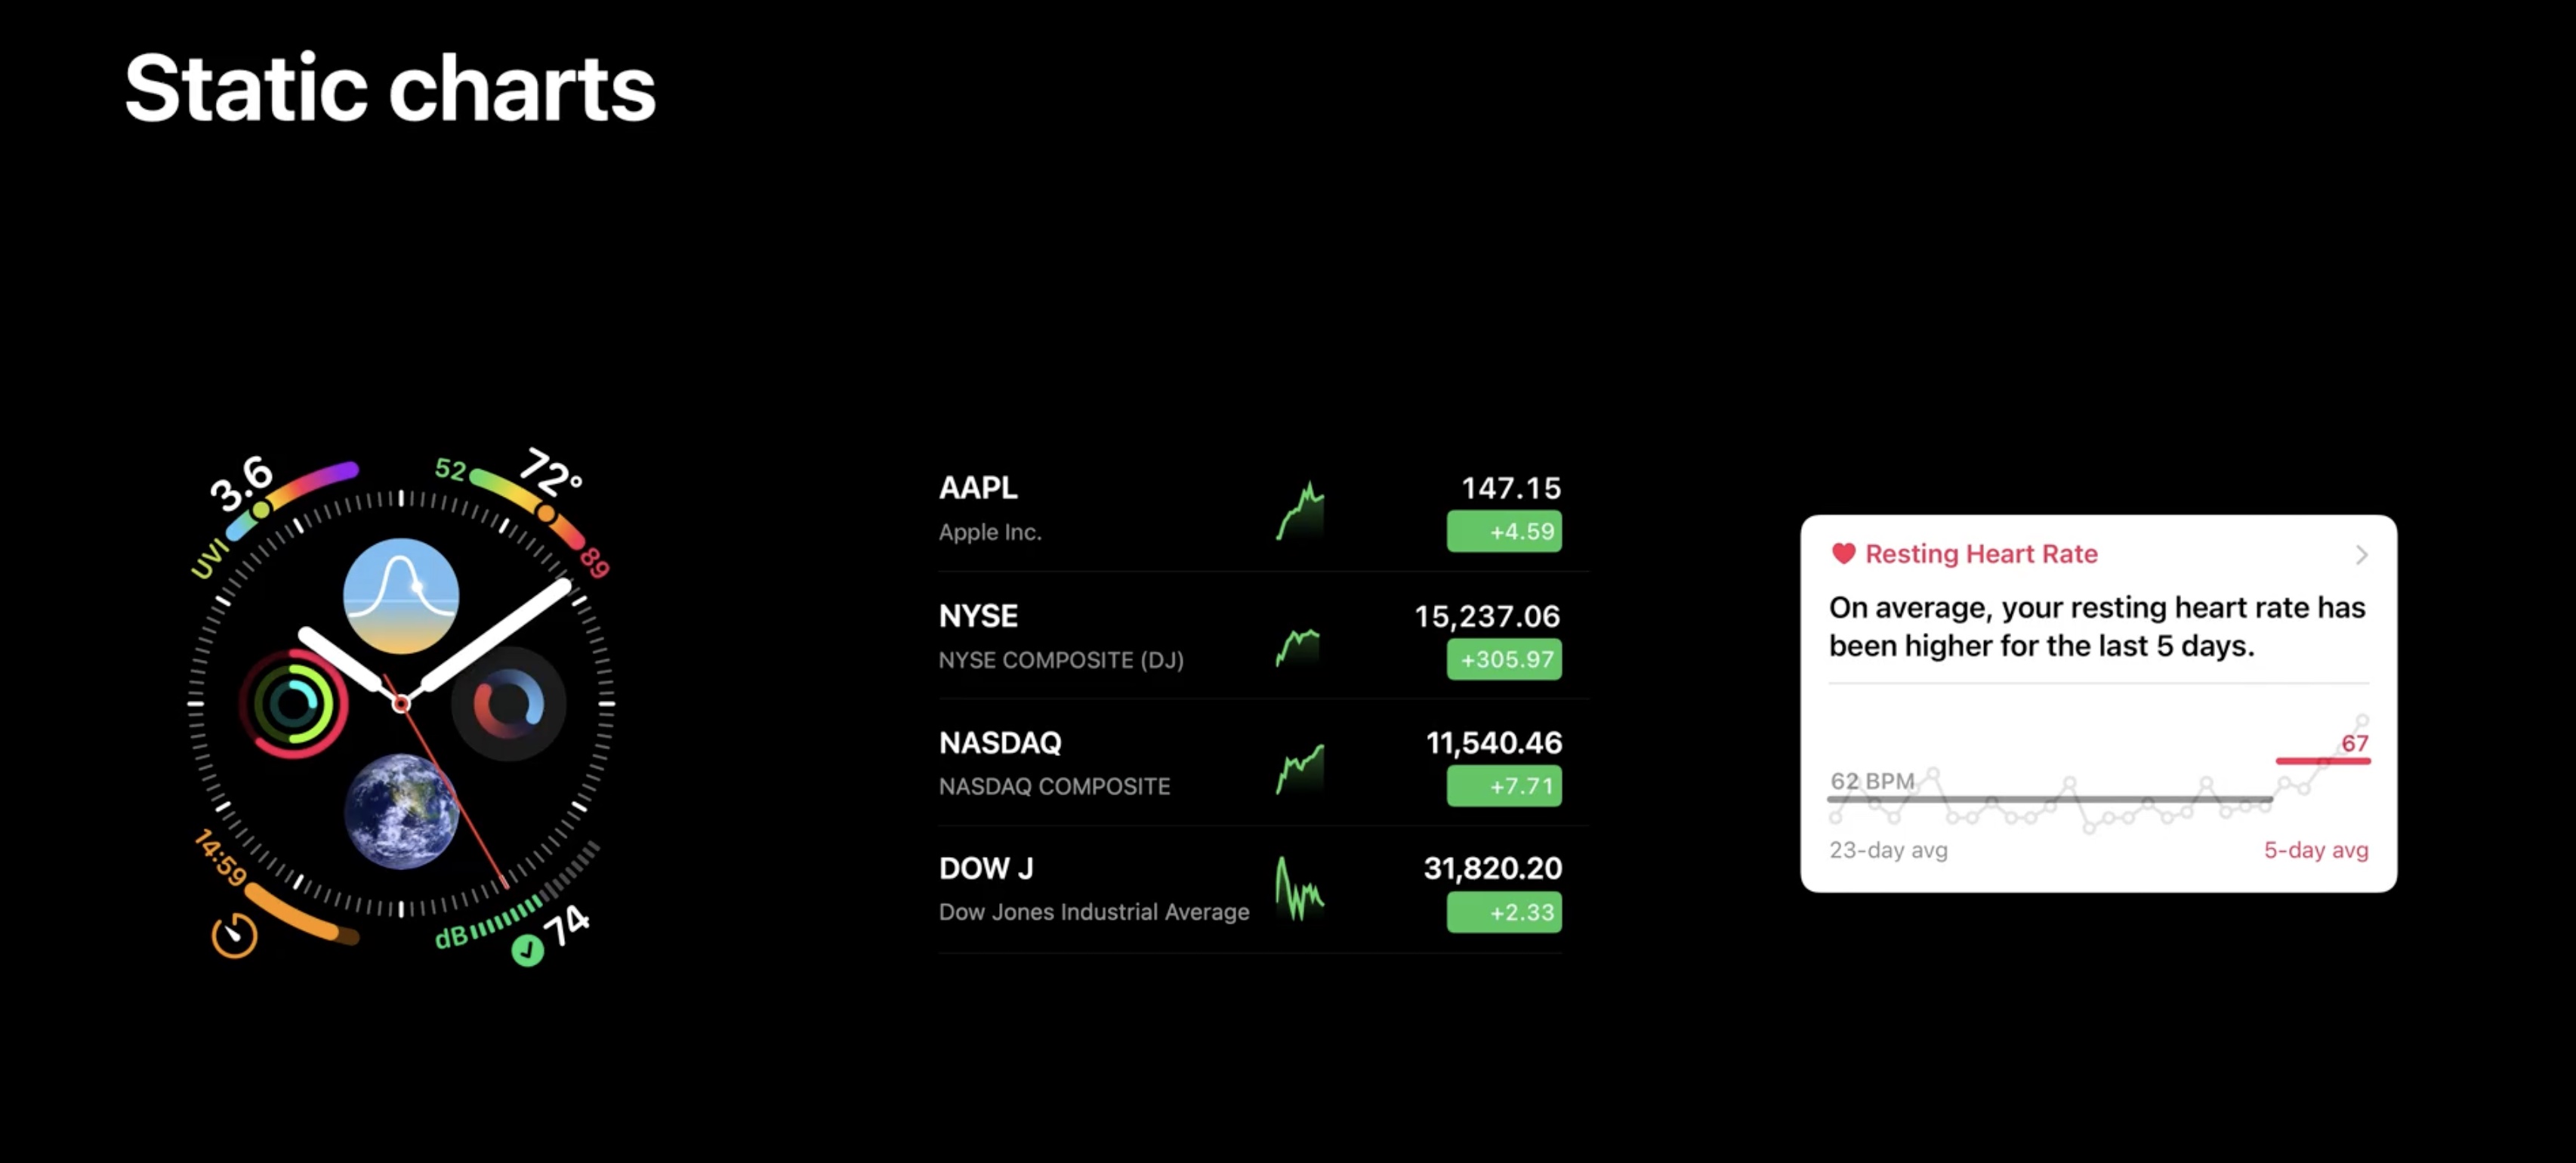 Static charts
3.6
UVI
52
72°
89
14:59
dB
74
AAPL
147.15
Apple Inc.
+4.59
NYSE
15,237.06
NYSE COMPOSITE (DJ)
+305.97
NASDAQ
11,540.46
NASDAQ COMPOSITE
+7.71
DOW J
31,820.20
Dow Jones Industrial Average
+2.33
Resting Heart Rate
On average, your resting heart rate has
been higher for the last 5 days.
67
62 BPM
23-day avg
5-day avg